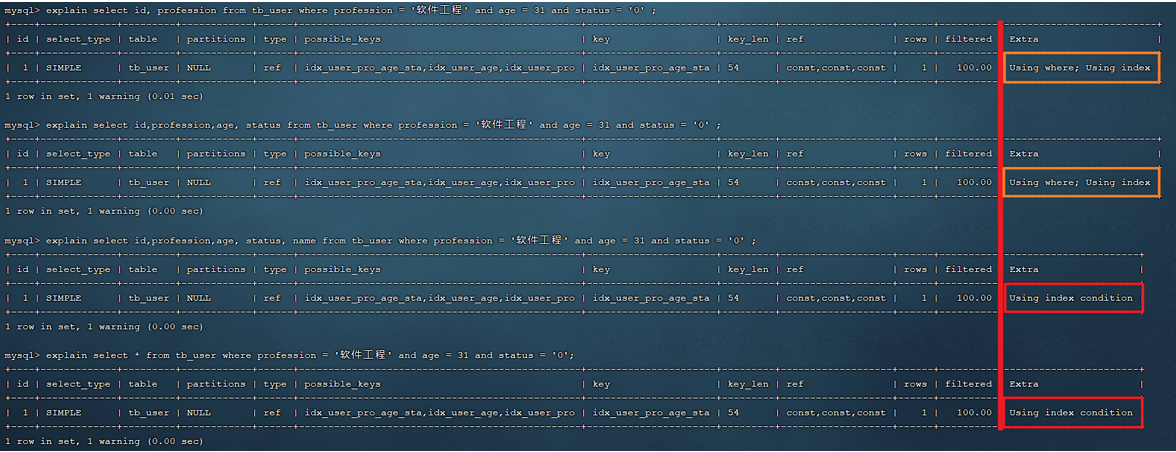 mysql> explain select id, profession from tb_user where profession = '软件工程' and age = 31 and status = '0' ;
+----+-------------+---------+------------+------+-------------------------------------------+----------------------+---------+-------------------+------+----------+--------------------------+
| id | select_type | table | partitions | type | possible_keys | key | key_len | ref | rows | filtered | Extra |
| 1 | SIMPLE | tb_user | NULL | ref | idx_user_pro_age_sta,idx_user_age,idx_user_pro | idx_user_pro_age_sta | 54 | const,const,const | 1 | 100.00 | Using where; Using index |
1 row in set, 1 warning (0.01 sec)
mysql> explain select id,profession,age, status from tb_user where profession = '软件工程' and age = 31 and status = '0' ;
| id | select_type | table | partitions | type | possible_keys | key | key_len | ref | rows | filtered | Extra |
| 1 | SIMPLE | tb_user | NULL | ref | idx_user_pro_age_sta,idx_user_age,idx_user_pro | idx_user_pro_age_sta | 54 | const,const,const | 1 | 100.00 | Using where; Using index |
1 row in set, 1 warning (0.00 sec)
mysql> explain select id,profession,age, status, name from tb_user where profession = '软件工程' and age = 31 and status = '0' ;
| id | select_type | table | partitions | type | possible_keys | key | key_len | ref | rows | filtered | Extra |
| 1 | SIMPLE | tb_user | NULL | ref | idx_user_pro_age_sta,idx_user_age,idx_user_pro | idx_user_pro_age_sta | 54 | const,const,const | 1 | 100.00 | Using index condition |
1 row in set, 1 warning (0.00 sec)
mysql> explain select * from tb_user where profession = '软件工程' and age = 31 and status = '0';
| id | select_type | table | partitions | type | possible_keys | key | key_len | ref | rows | filtered | Extra |
| 1 | SIMPLE | tb_user | NULL | ref | idx_user_pro_age_sta,idx_user_age,idx_user_pro | idx_user_pro_age_sta | 54 | const,const,const | 1 | 100.00 | Using index condition |
1 row in set, 1 warning (0.00 sec)